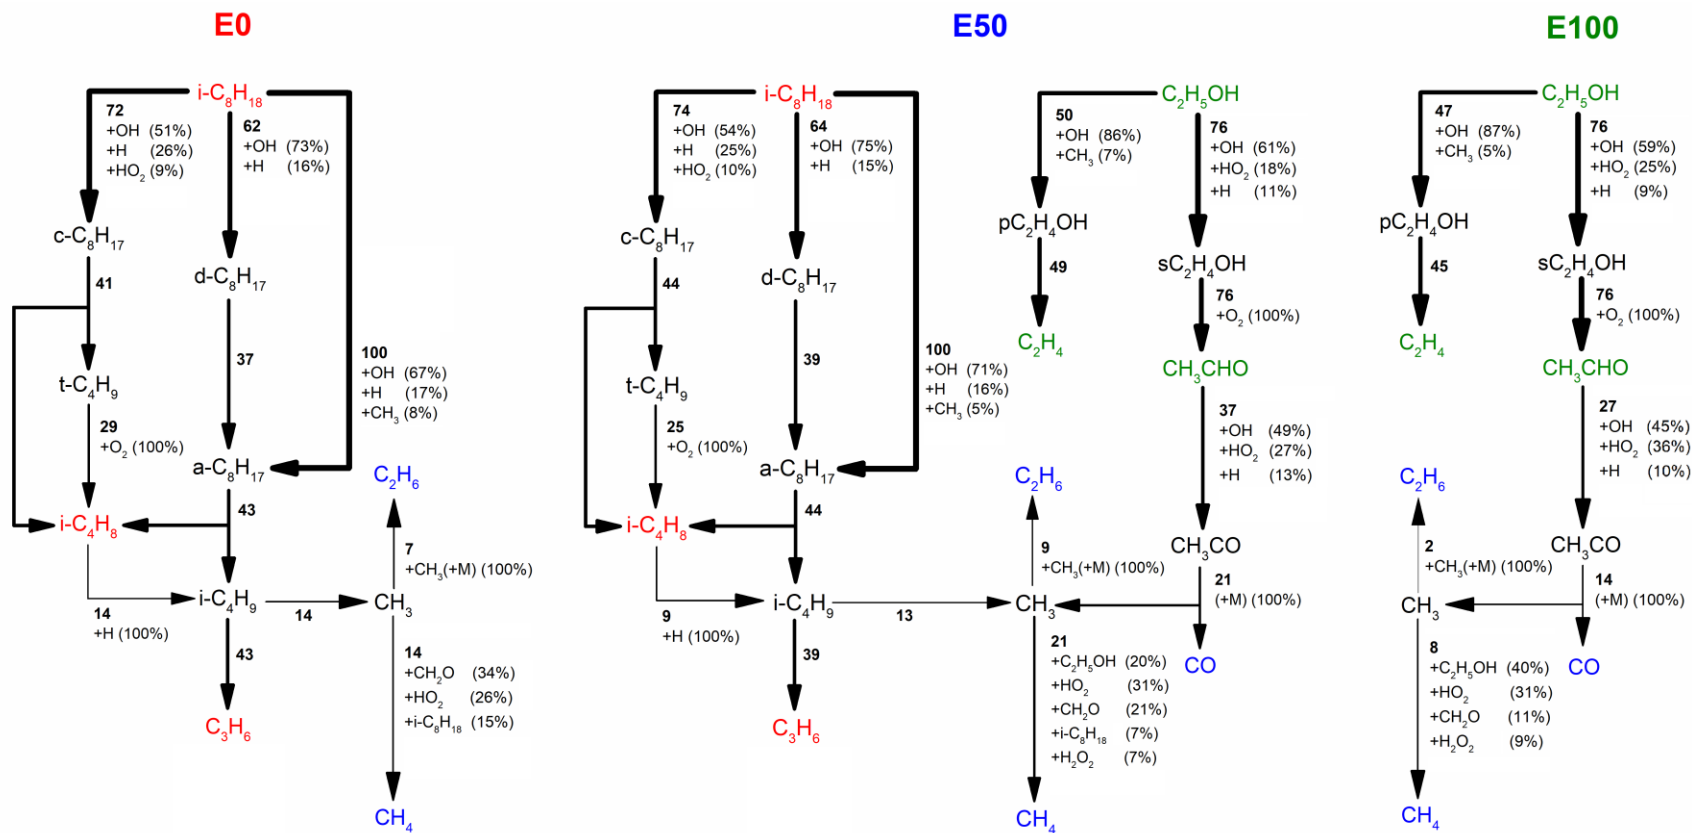 E0
i-C₈H₁₈
72
+OH (51%)
+H (26%)
+HO₂ (9%)
62
+OH (73%)
+H (16%)
c-C₈H₁₇
d-C₈H₁₇
41
37
100
+OH (67%)
+H (17%)
+CH₃ (8%)
t-C₄H₉
29
+O₂ (100%)
a-C₈H₁₇
43
i-C₄H₈
14
+H (100%)
i-C₄H₉
14
43
C₃H₆
C₂H₆
7
+CH₃(+M) (100%)
CH₃
14
+CH₂O (34%)
+HO₂ (26%)
+i-C₈H₁₈ (15%)
CH₄
E50
i-C₈H₁₈
74
+OH (54%)
+H (25%)
+HO₂ (10%)
64
+OH (75%)
+H (15%)
c-C₈H₁₇
d-C₈H₁₇
44
39
100
+OH (71%)
+H (16%)
+CH₃ (5%)
t-C₄H₉
25
+O₂ (100%)
a-C₈H₁₇
44
i-C₄H₈
9
+H (100%)
i-C₄H₉
13
39
C₃H₆
C₂H₅OH
50
+OH (86%)
+CH₃ (7%)
76
+OH (61%)
+HO₂ (18%)
+H (11%)
pC₂H₄OH
49
C₂H₄
sC₂H₄OH
76
+O₂ (100%)
CH₃CHO
37
+OH (49%)
+HO₂ (27%)
+H (13%)
CH₃CO
21
(+M) (100%)
CO
C₂H₆
9
+CH₃(+M) (100%)
CH₃
21
+C₂H₅OH (20%)
+HO₂ (31%)
+CH₂O (21%)
+i-C₈H₁₈ (7%)
+H₂O₂ (7%)
CH₄
E100
C₂H₅OH
47
+OH (87%)
+CH₃ (5%)
76
+OH (59%)
+HO₂ (25%)
+H (9%)
pC₂H₄OH
45
C₂H₄
sC₂H₄OH
76
+O₂ (100%)
CH₃CHO
27
+OH (45%)
+HO₂ (36%)
+H (10%)
CH₃CO
14
(+M) (100%)
CO
C₂H₆
2
+CH₃(+M) (100%)
CH₃
8
+C₂H₅OH (40%)
+HO₂ (31%)
+CH₂O (11%)
+H₂O₂ (9%)
CH₄